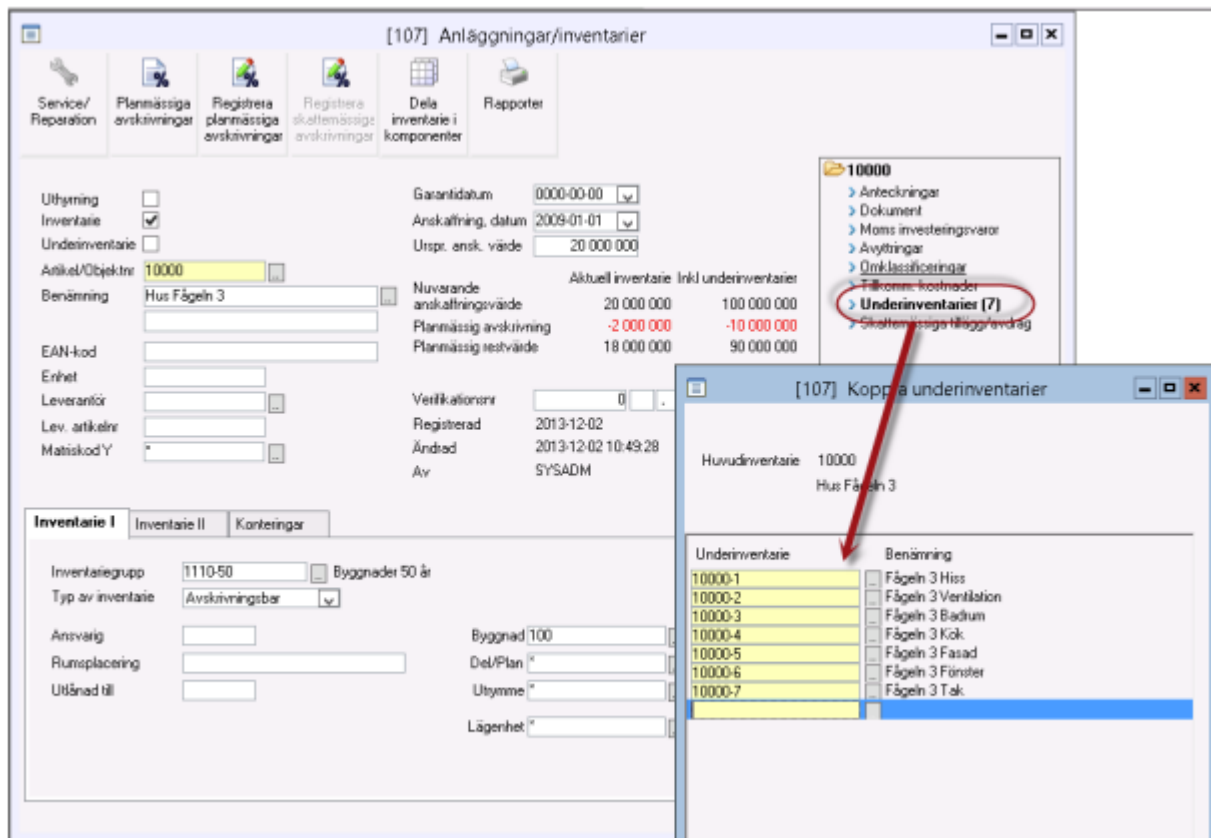 [107] Anläggningar/inventarier
Service/
Reparation
Planmässiga
avskrivningar
Registrera
planmässiga
avskrivningar
Registrera
skattemässiga
avskrivningar
Dela
inventarie i
komponenter
Rapporter
Uthyrning
Inventarie
Underinventarie
Artikel/Objektnr 10000
Benämning Hus Fågeln 3
EAN-kod
Enhet
Leverantör
Lev. artikelnr
Matriskod Y *
Garantidatum 0000-00-00
Anskaffning, datum 2009-01-01
Urspr. ansk. värde 20 000 000
Aktuell inventarie Inkl underinventarier
Nuvarande
anskaffningsvärde 20 000 000 100 000 000
Planmässig avskrivning -2 000 000 -10 000 000
Planmässig restvärde 18 000 000 90 000 000
Verifikationsnr 0 .
Registrerad 2013-12-02
Ändrad 2013-12-02 10:49:28
Av SYSADM
10000
Anteckningar
Dokument
Moms investeringsvaror
Avyttringar
Omklassificeringar
Tillkomm. kostnader
Underinventarier (7)
Skattemässiga tillägg/avdrag
Inventarie I Inventarie II Konteringar
Inventariegrupp 1110-50 ... Byggnader 50 år
Typ av inventarie Avskrivningsbar
Ansvarig
Rumsplacering
Utlånad till
Byggnad 100
Del/Plan *
Utrymme *
Lägenhet *
[107] Koppla underinventarier
Huvudinventarie 10000
Hus Fågeln 3
Underinventarie Benämning
10000-1 Fågeln 3 Hiss
10000-2 Fågeln 3 Ventilation
10000-3 Fågeln 3 Badrum
10000-4 Fågeln 3 Kök
10000-5 Fågeln 3 Fasad
10000-6 Fågeln 3 Fönster
10000-7 Fågeln 3 Tak